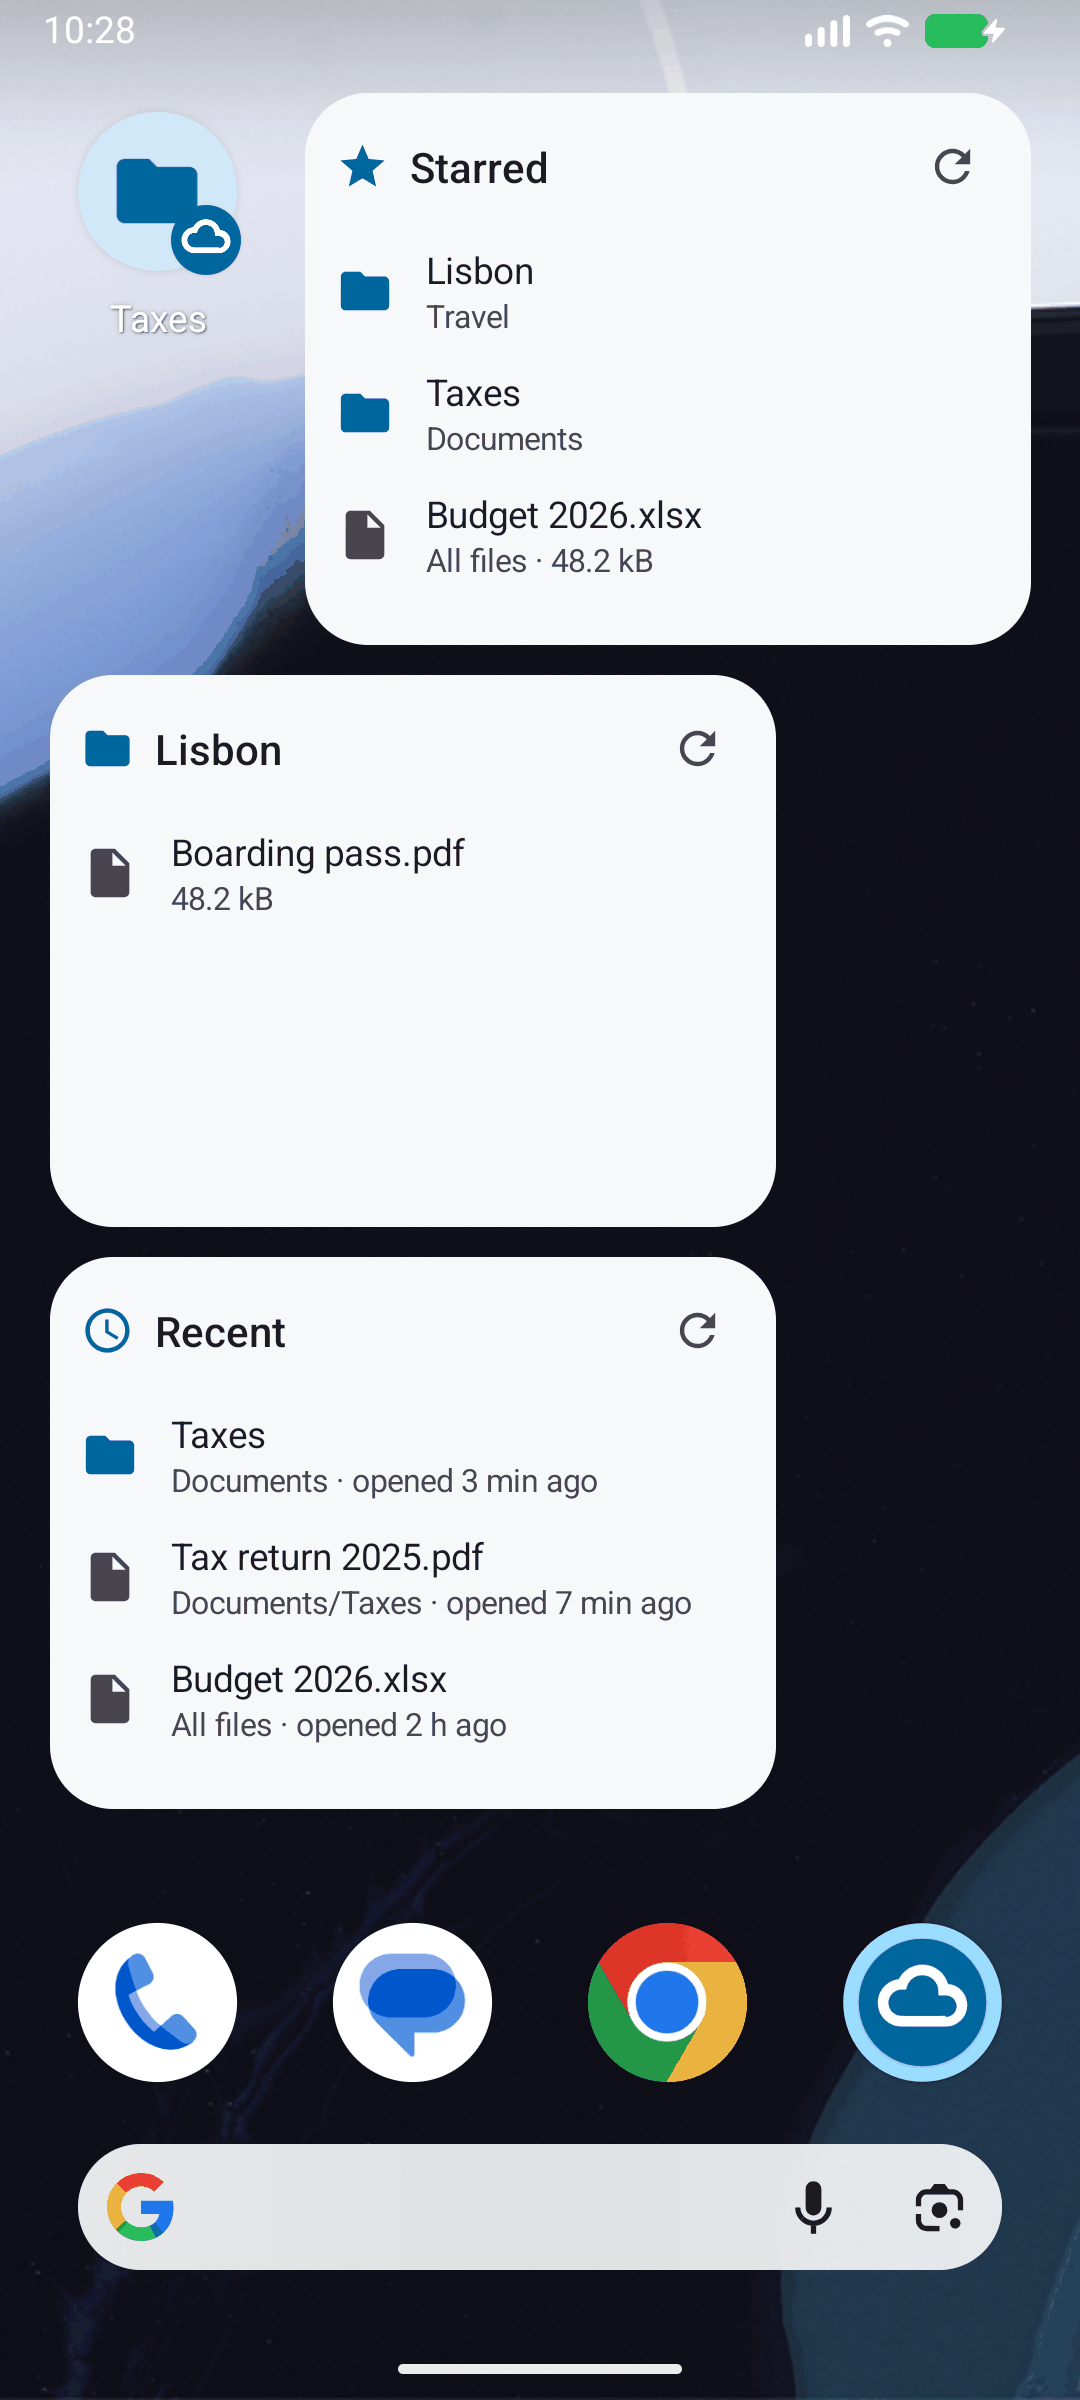 10:28
Taxes
Starred
Lisbon
Travel
Taxes
Documents
Budget 2026.xlsx
All files · 48.2 kB
Lisbon
Boarding pass.pdf
48.2 kB
Recent
Taxes
Documents · opened 3 min ago
Tax return 2025.pdf
Documents/Taxes · opened 7 min ago
Budget 2026.xlsx
All files · opened 2 h ago